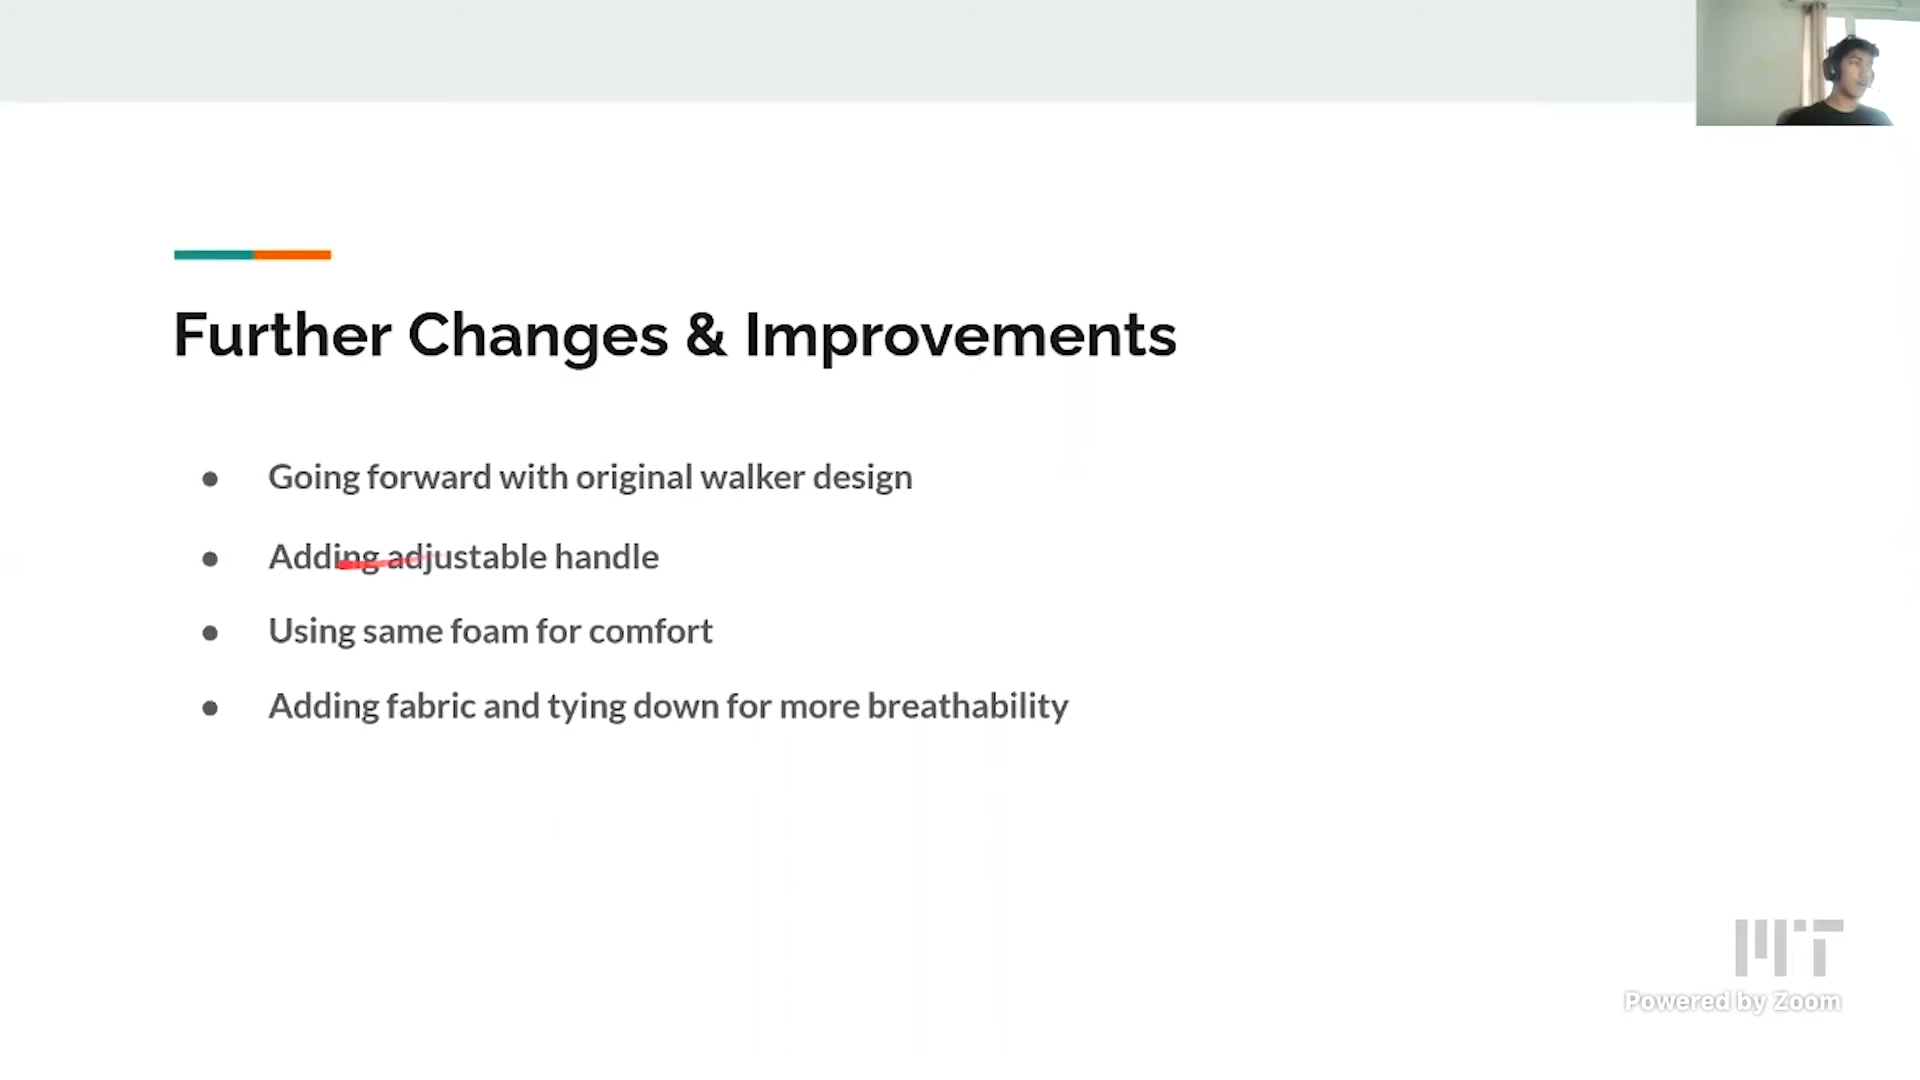 Further Changes & Improvements
● Going forward with original walker design
● Adding adjustable handle
● Using same foam for comfort
● Adding fabric and tying down for more breathability
MIT
Powered by Zoom